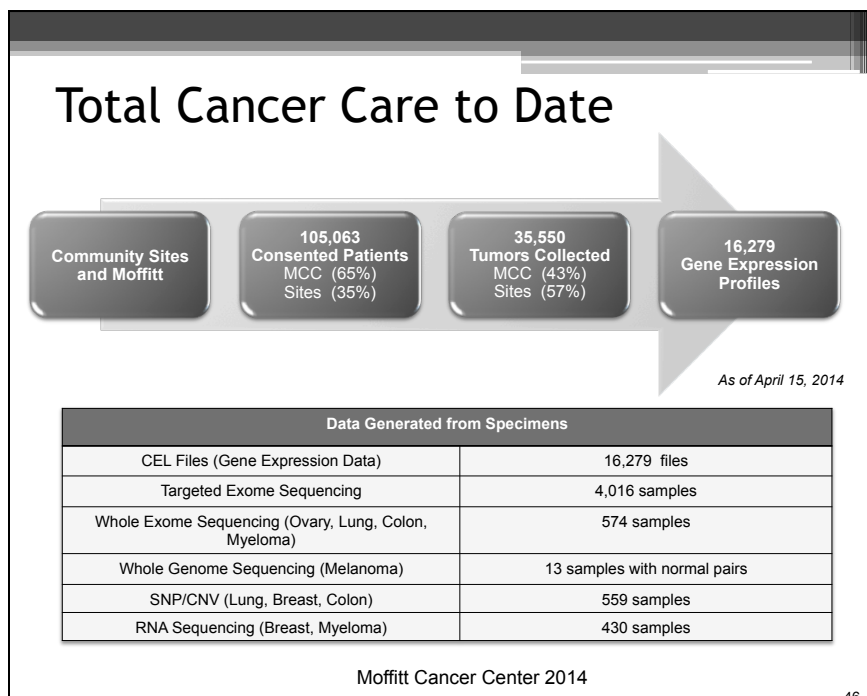 Total Cancer Care to Date
Community Sites
and Moffitt
105,063
Consented Patients
MCC (65%)
Sites (35%)
35,550
Tumors Collected
MCC (43%)
Sites (57%)
16,279
Gene Expression
Profiles
As of April 15, 2014
Data Generated from Specimens
CEL Files (Gene Expression Data) 16,279 files
Targeted Exome Sequencing 4,016 samples
Whole Exome Sequencing (Ovary, Lung, Colon, 574 samples
Myeloma)
Whole Genome Sequencing (Melanoma) 13 samples with normal pairs
SNP/CNV (Lung, Breast, Colon) 559 samples
RNA Sequencing (Breast, Myeloma) 430 samples
Moffitt Cancer Center 2014